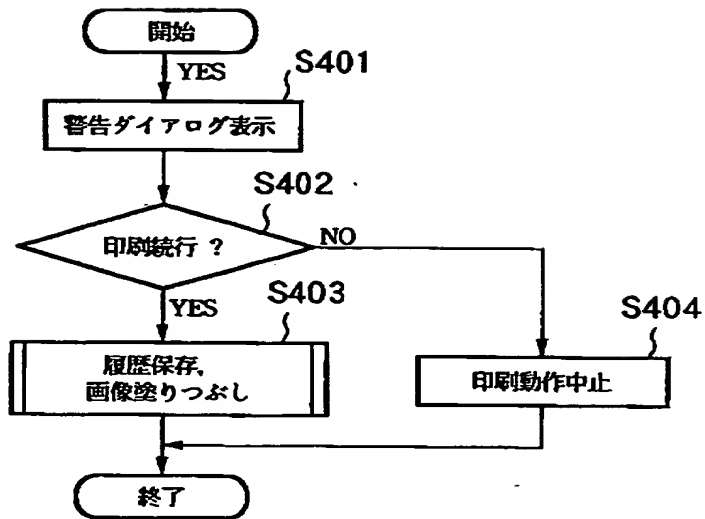 開始
YES
S401
警告ダイアログ表示
S402
印刷続行 ?
NO
YES
S403
履歴保存,
画像塗りつぶし
S404
印刷動作中止
終了